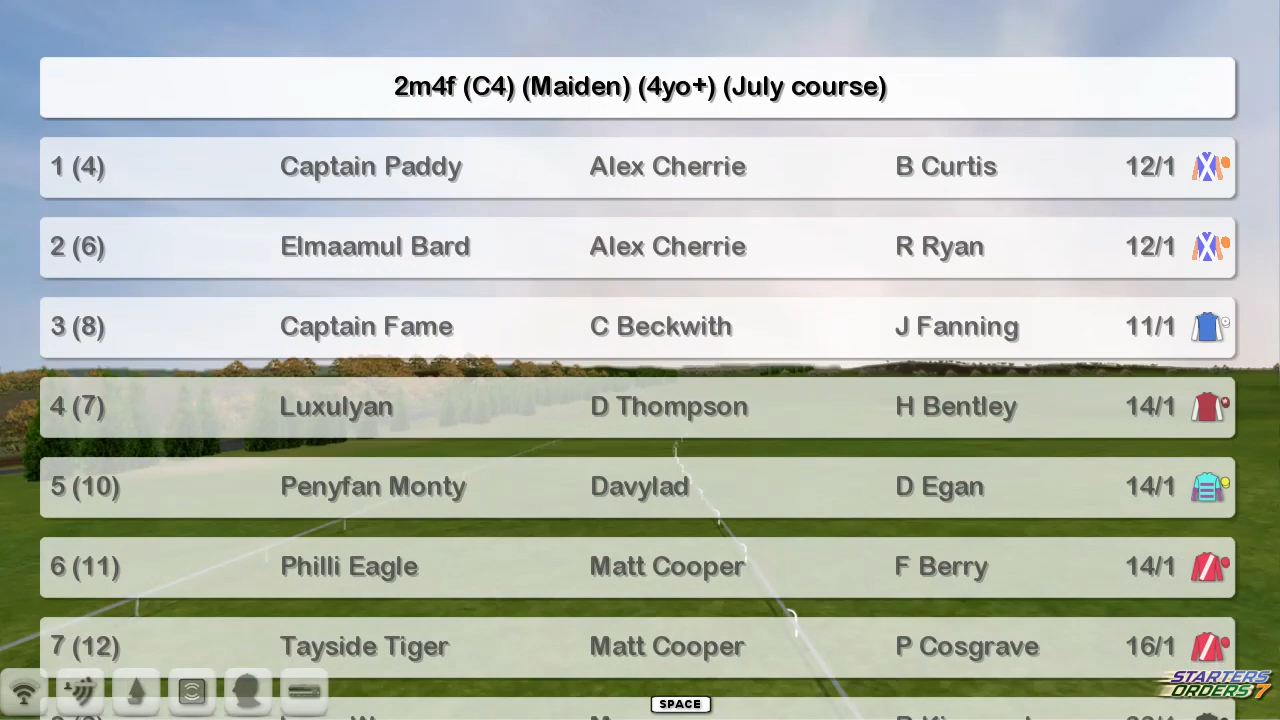 2m4f (C4) (Maiden) (4yo+) (July course)
1 (4) Captain Paddy Alex Cherrie B Curtis 12/1
2 (6) Elmaamul Bard Alex Cherrie R Ryan 12/1
3 (8) Captain Fame C Beckwith J Fanning 11/1
4 (7) Luxulyan D Thompson H Bentley 14/1
5 (10) Penyfan Monty Davylad D Egan 14/1
6 (11) Philli Eagle Matt Cooper F Berry 14/1
7 (12) Tayside Tiger Matt Cooper P Cosgrave 16/1
STARTERS
ORDERS 7
SPACE